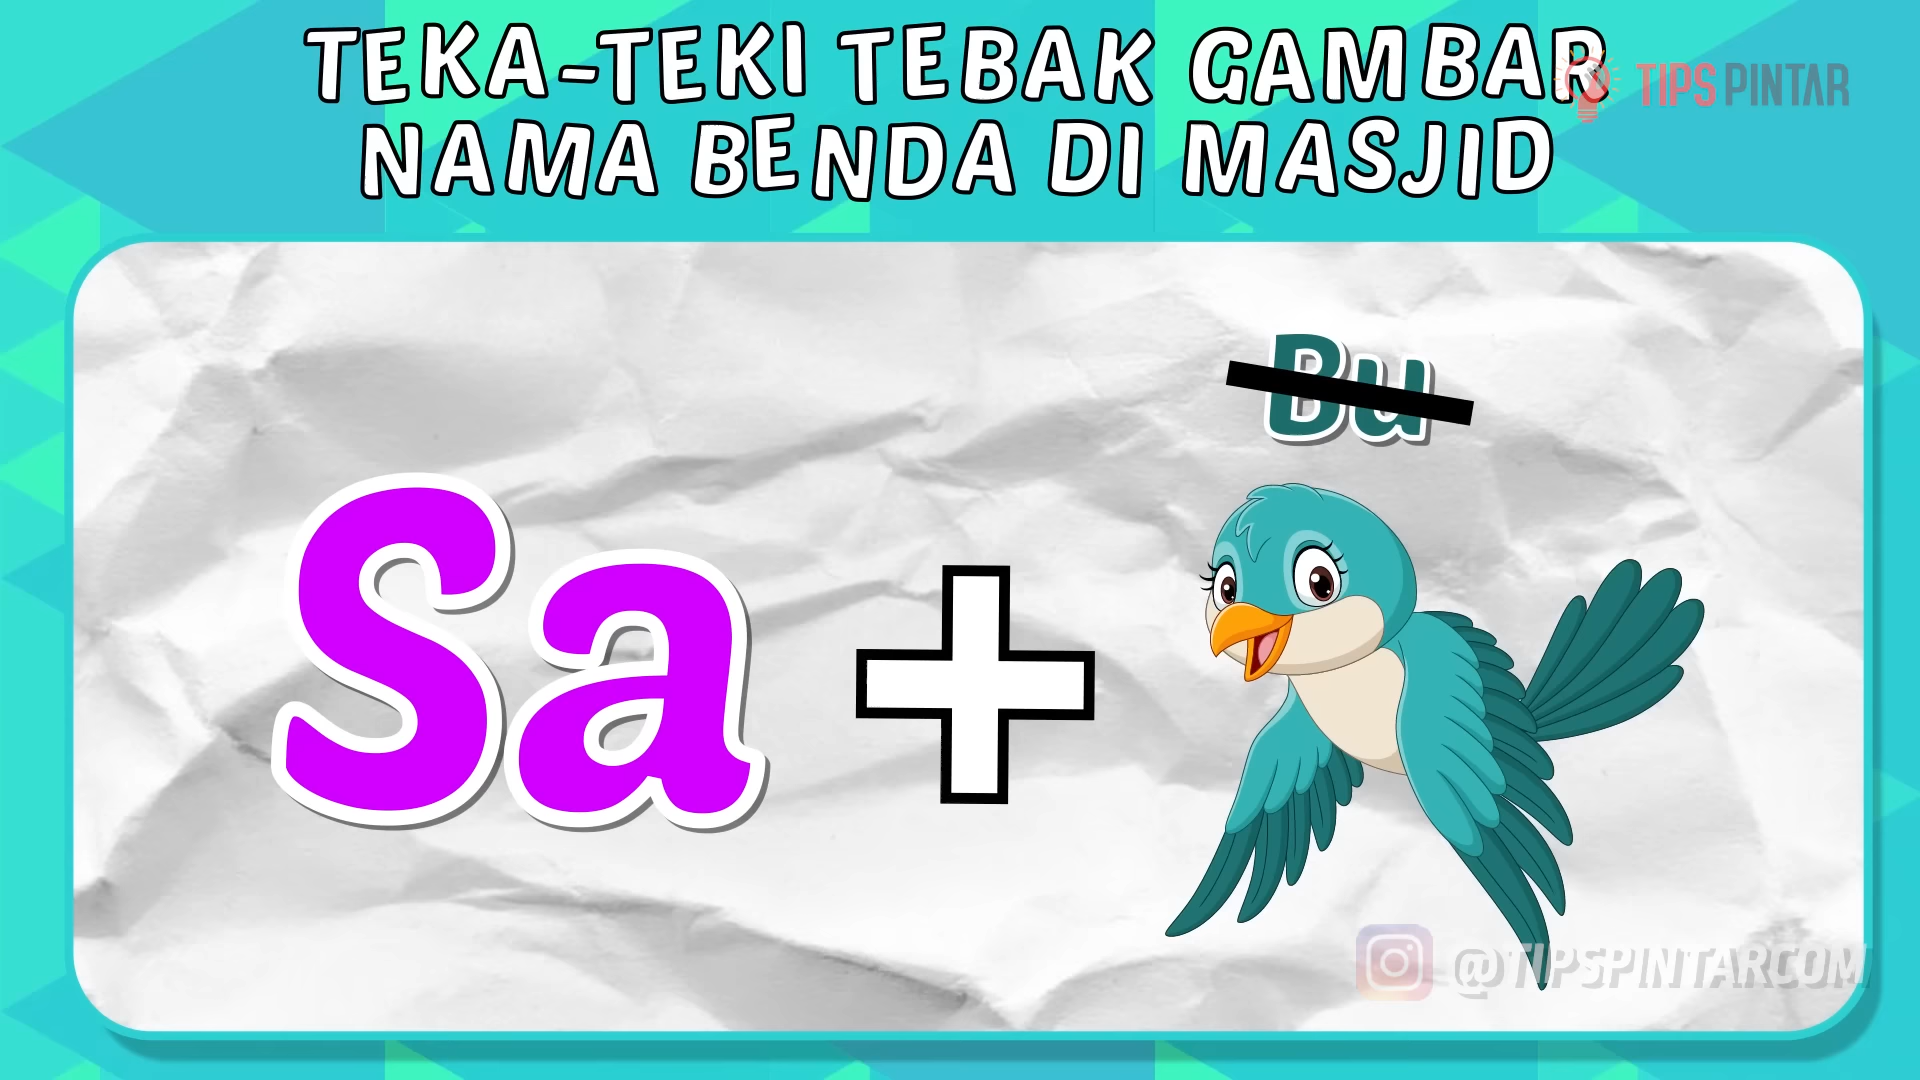 TEKA-TEKI TEBAK GAMBAR
TIPS PINTAR
NAMA BENDA DI MASJID
Bu
Sa
@TIPSPINTARCOM